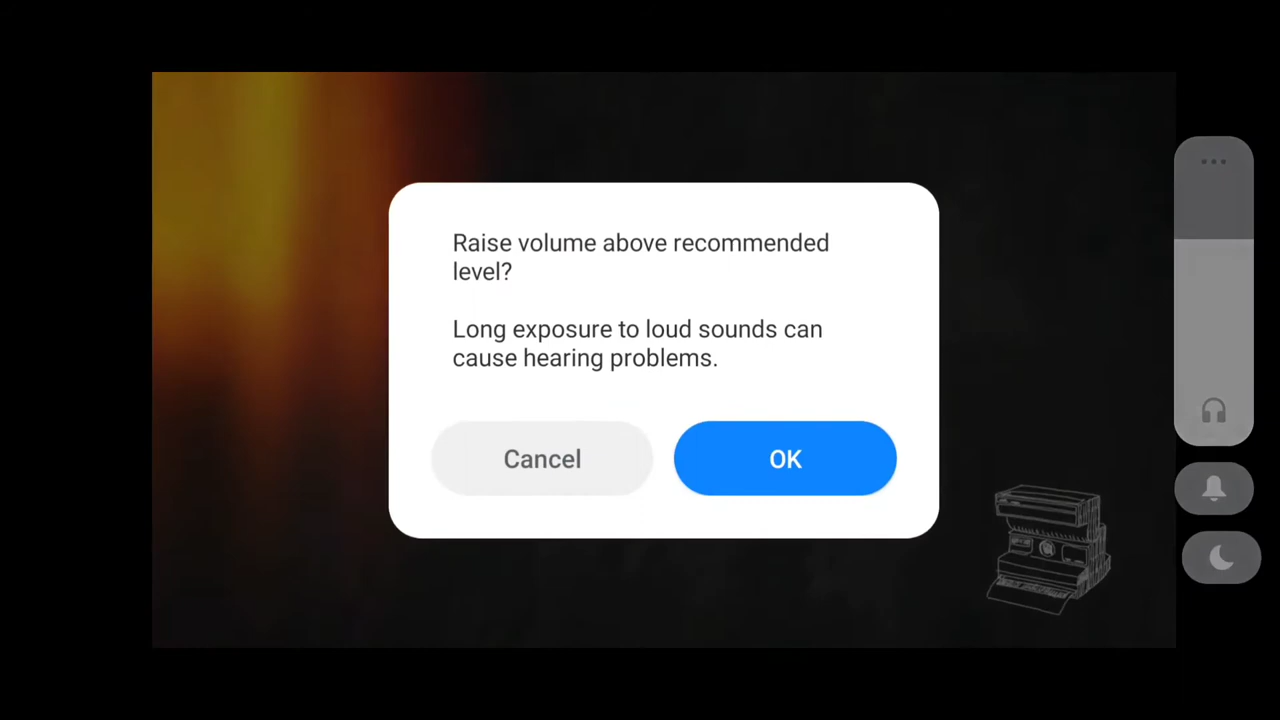 Raise volume above recommended
level?
Long exposure to loud sounds can
cause hearing problems.
Cancel
OK